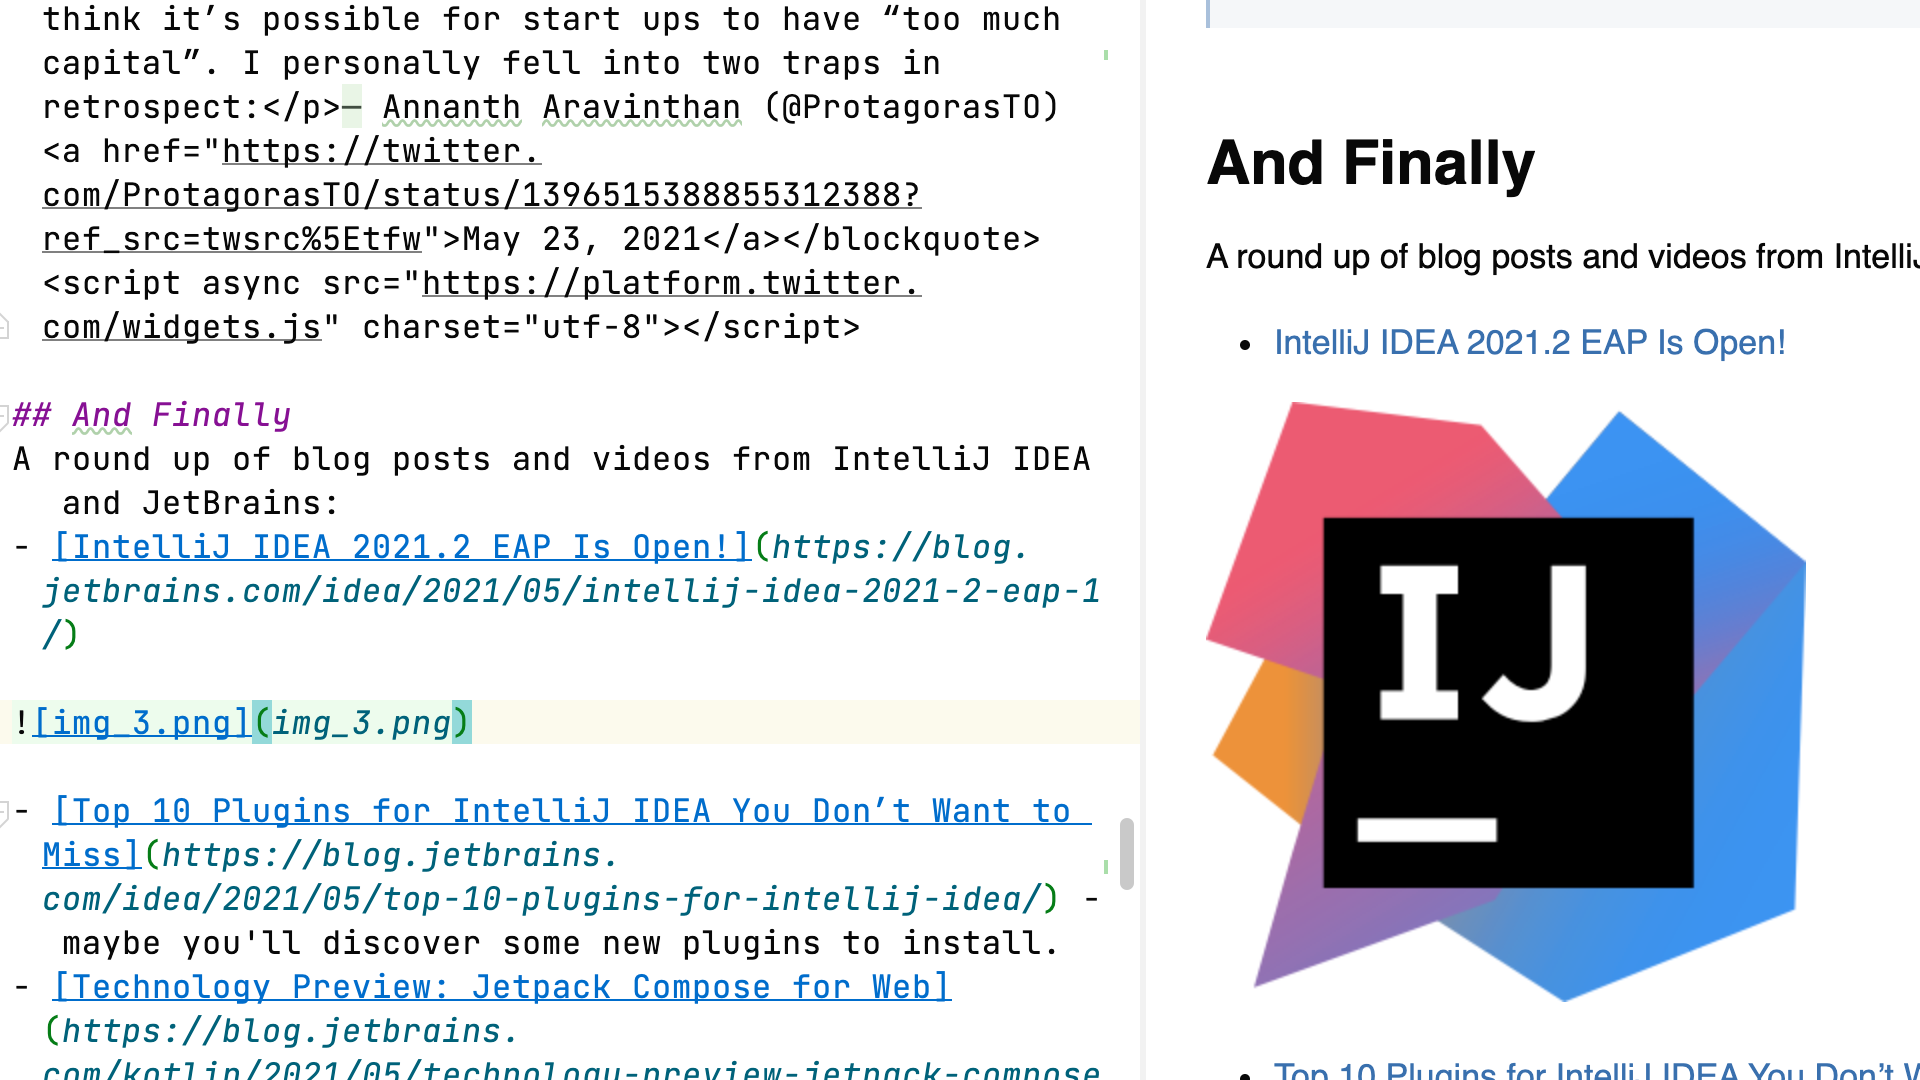 think it’s possible for start ups to have “too much
capital”. I personally fell into two traps in
retrospect:</p>— Annanth Aravinthan (@ProtagorasTO)
<a href="https://twitter.
com/ProtagorasTO/status/1396515388855312388?
ref_src=twsrc%5Etfw">May 23, 2021</a></blockquote>
<script async src="https://platform.twitter.
com/widgets.js" charset="utf-8"></script>
## And Finally
A round up of blog posts and videos from IntelliJ IDEA
and JetBrains:
- [IntelliJ IDEA 2021.2 EAP Is Open!](https://blog.
jetbrains.com/idea/2021/05/intellij-idea-2021-2-eap-1
/)
![img_3.png](img_3.png)
- [Top 10 Plugins for IntelliJ IDEA You Don’t Want to
Miss](https://blog.jetbrains.
com/idea/2021/05/top-10-plugins-for-intellij-idea/) -
maybe you'll discover some new plugins to install.
- [Technology Preview: Jetpack Compose for Web]
(https://blog.jetbrains.
com/kotlin/2021/05/technology-preview-jetpack-compose
And Finally
A round up of blog posts and videos from IntelliJ
• IntelliJ IDEA 2021.2 EAP Is Open!
IJ
• Top 10 Plugins for IntelliJ IDEA You Don’t W